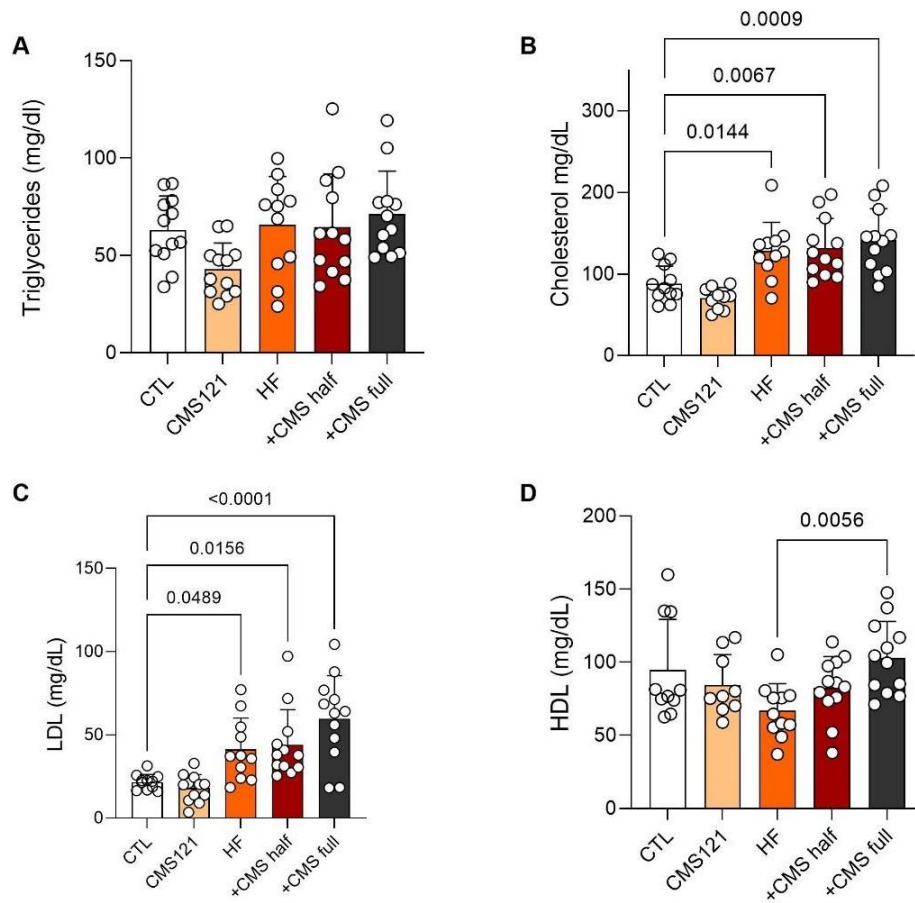 A
Triglycerides (mg/dl)
150
100
50
0
CTL
CMS121
HF
+CMS half
+CMS full
B
Cholesterol mg/dL
0.0009
0.0067
0.0144
300
200
100
0
CTL
CMS121
HF
+CMS half
+CMS full
C
LDL (mg/dL)
<0.0001
0.0156
0.0489
150
100
50
0
CTL
CMS121
HF
+CMS half
+CMS full
D
HDL (mg/dL)
0.0056
200
150
100
50
0
CTL
CMS121
HF
+CMS half
+CMS full